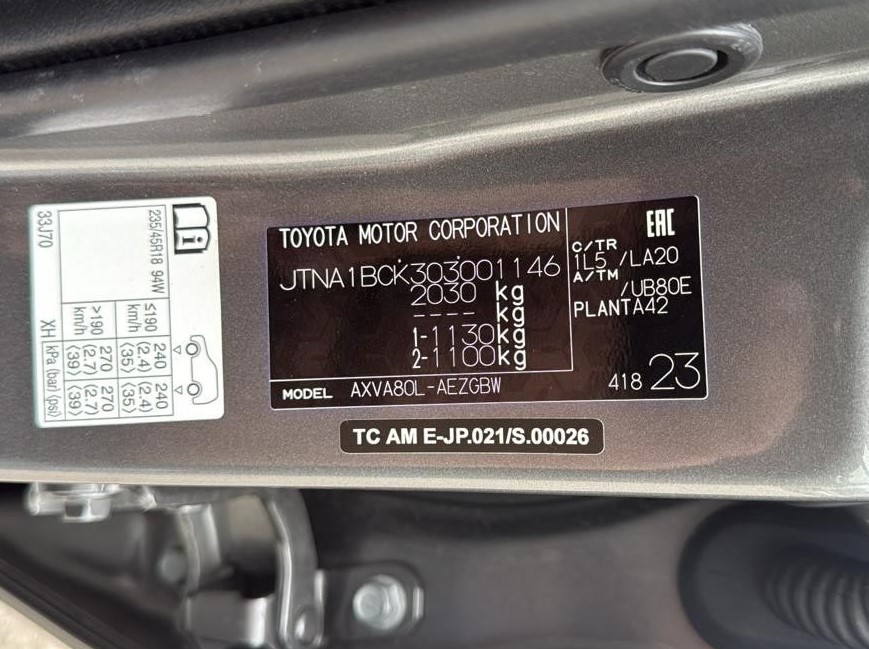 TOYOTA MOTOR CORPORATION
EAC
JTNA1BCK303001146
2030 kg
---- kg
1-1130kg
2-1100kg
C/TR
1L5 /LA20
A/TM
/UB80E
PLANTA42
MODEL AXVA80L-AEZGBW
418 23
TC AM E-JP.021/S.00026
235/45R18 94W
≤190 km/h
240 (2.4) (35)
240 (2.4) (35)
>190 km/h
270 (2.7) (39)
270 (2.7) (39)
33J70
XH
kPa (bar) (psi)